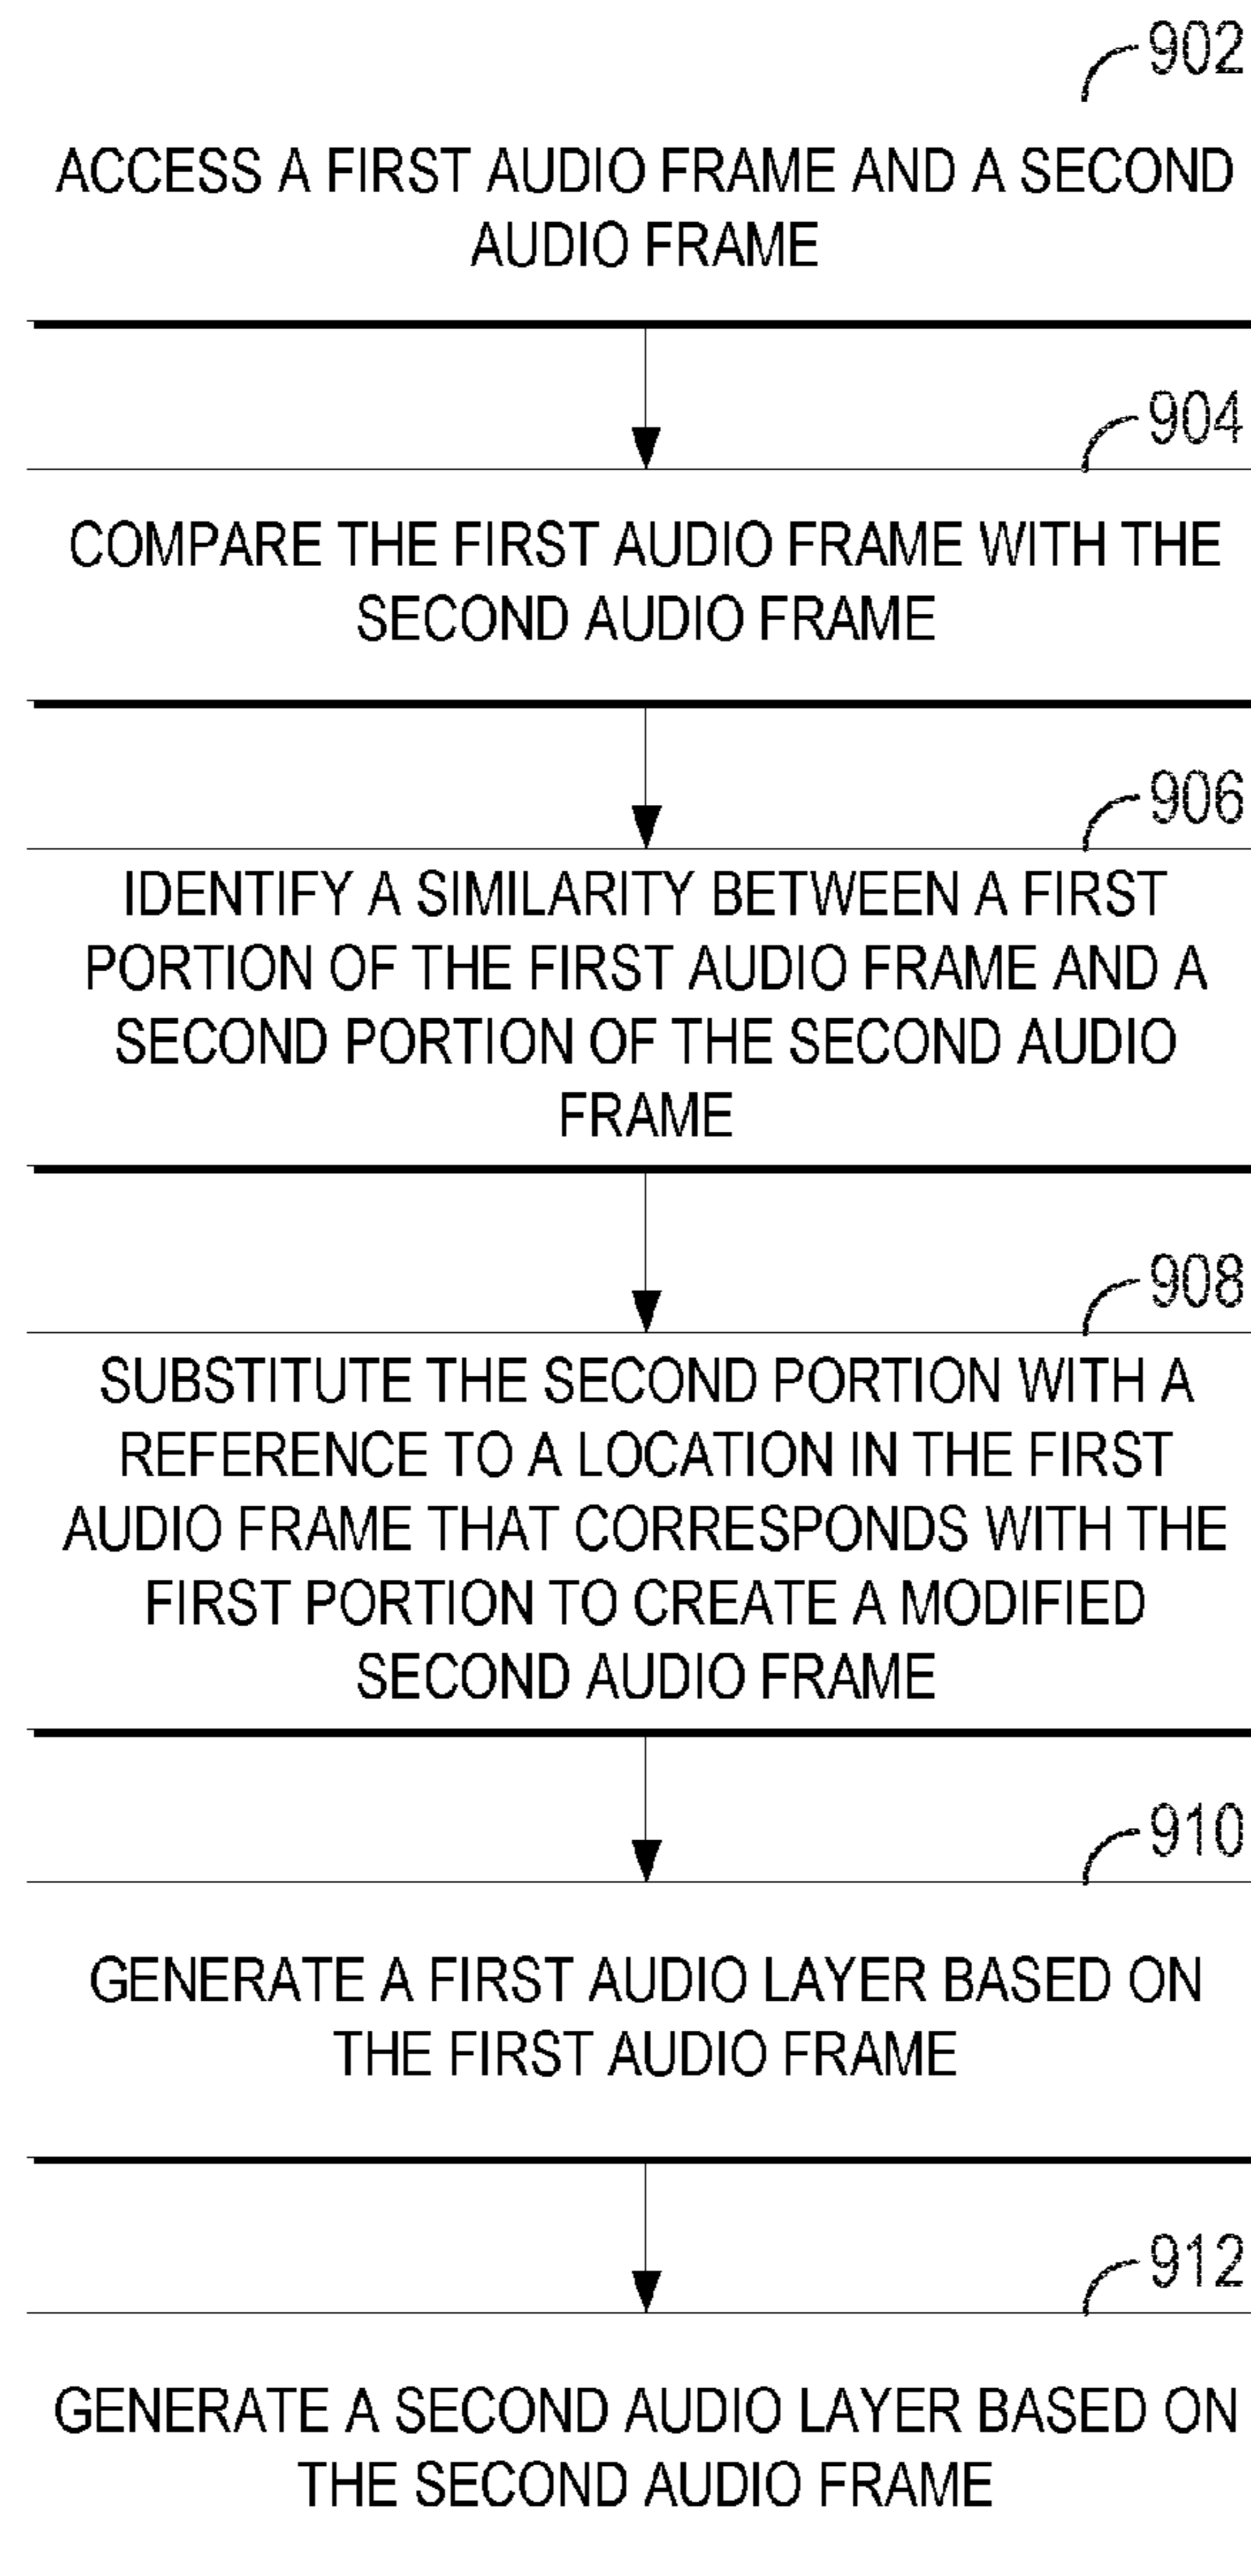 902
ACCESS A FIRST AUDIO FRAME AND A SECOND
AUDIO FRAME
904
COMPARE THE FIRST AUDIO FRAME WITH THE
SECOND AUDIO FRAME
906
IDENTIFY A SIMILARITY BETWEEN A FIRST
PORTION OF THE FIRST AUDIO FRAME AND A
SECOND PORTION OF THE SECOND AUDIO
FRAME
908
SUBSTITUTE THE SECOND PORTION WITH A
REFERENCE TO A LOCATION IN THE FIRST
AUDIO FRAME THAT CORRESPONDS WITH THE
FIRST PORTION TO CREATE A MODIFIED
SECOND AUDIO FRAME
910
GENERATE A FIRST AUDIO LAYER BASED ON
THE FIRST AUDIO FRAME
912
GENERATE A SECOND AUDIO LAYER BASED ON
THE SECOND AUDIO FRAME